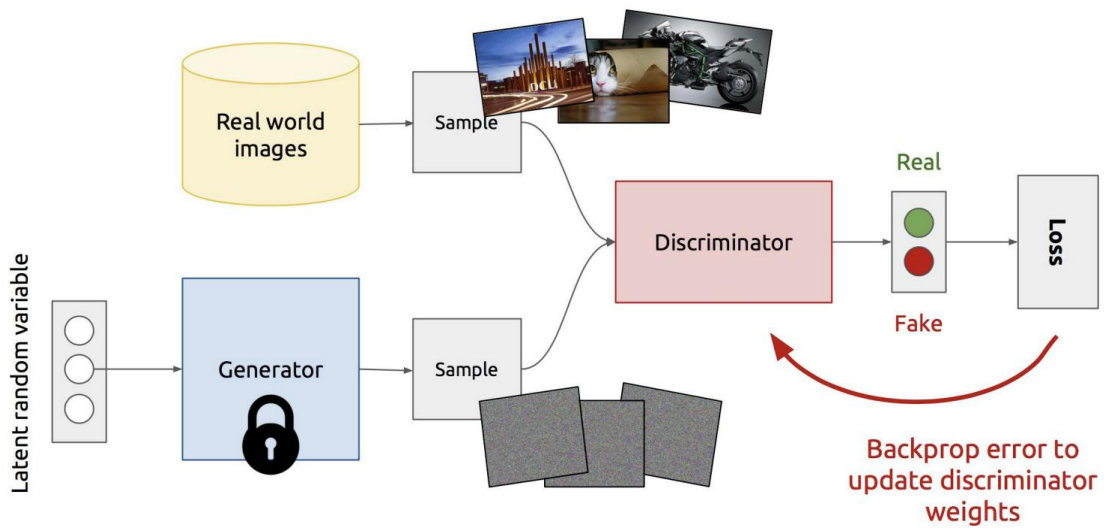 Real world
images
Sample
DCU
Real
Discriminator
Loss
Fake
Latent random variable
Generator
Sample
Backprop error to
update discriminator
weights